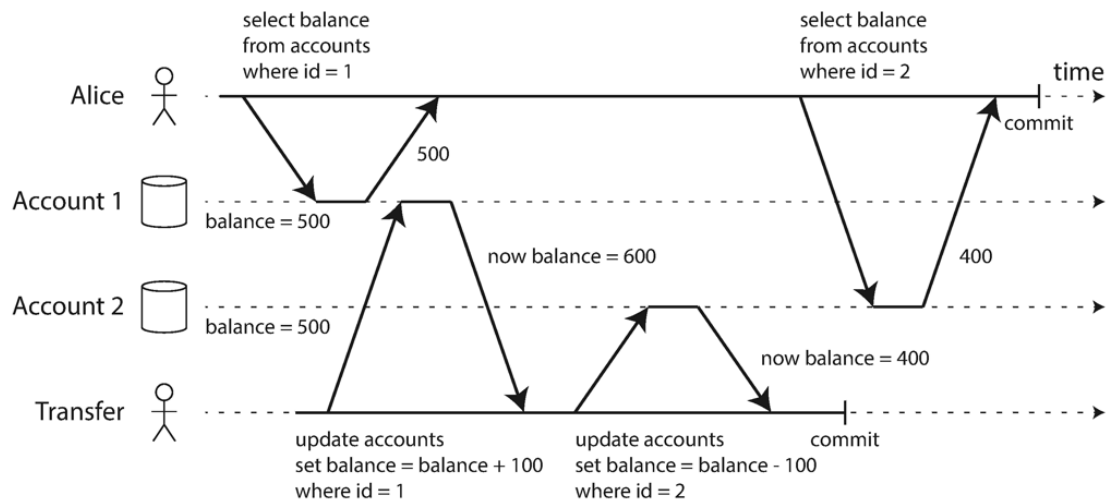 select balance
from accounts
where id = 1
select balance
from accounts
where id = 2
time
Alice
commit
500
Account 1
balance = 500
now balance = 600
400
Account 2
balance = 500
now balance = 400
Transfer
update accounts
set balance = balance + 100
where id = 1
update accounts
set balance = balance - 100
where id = 2
commit